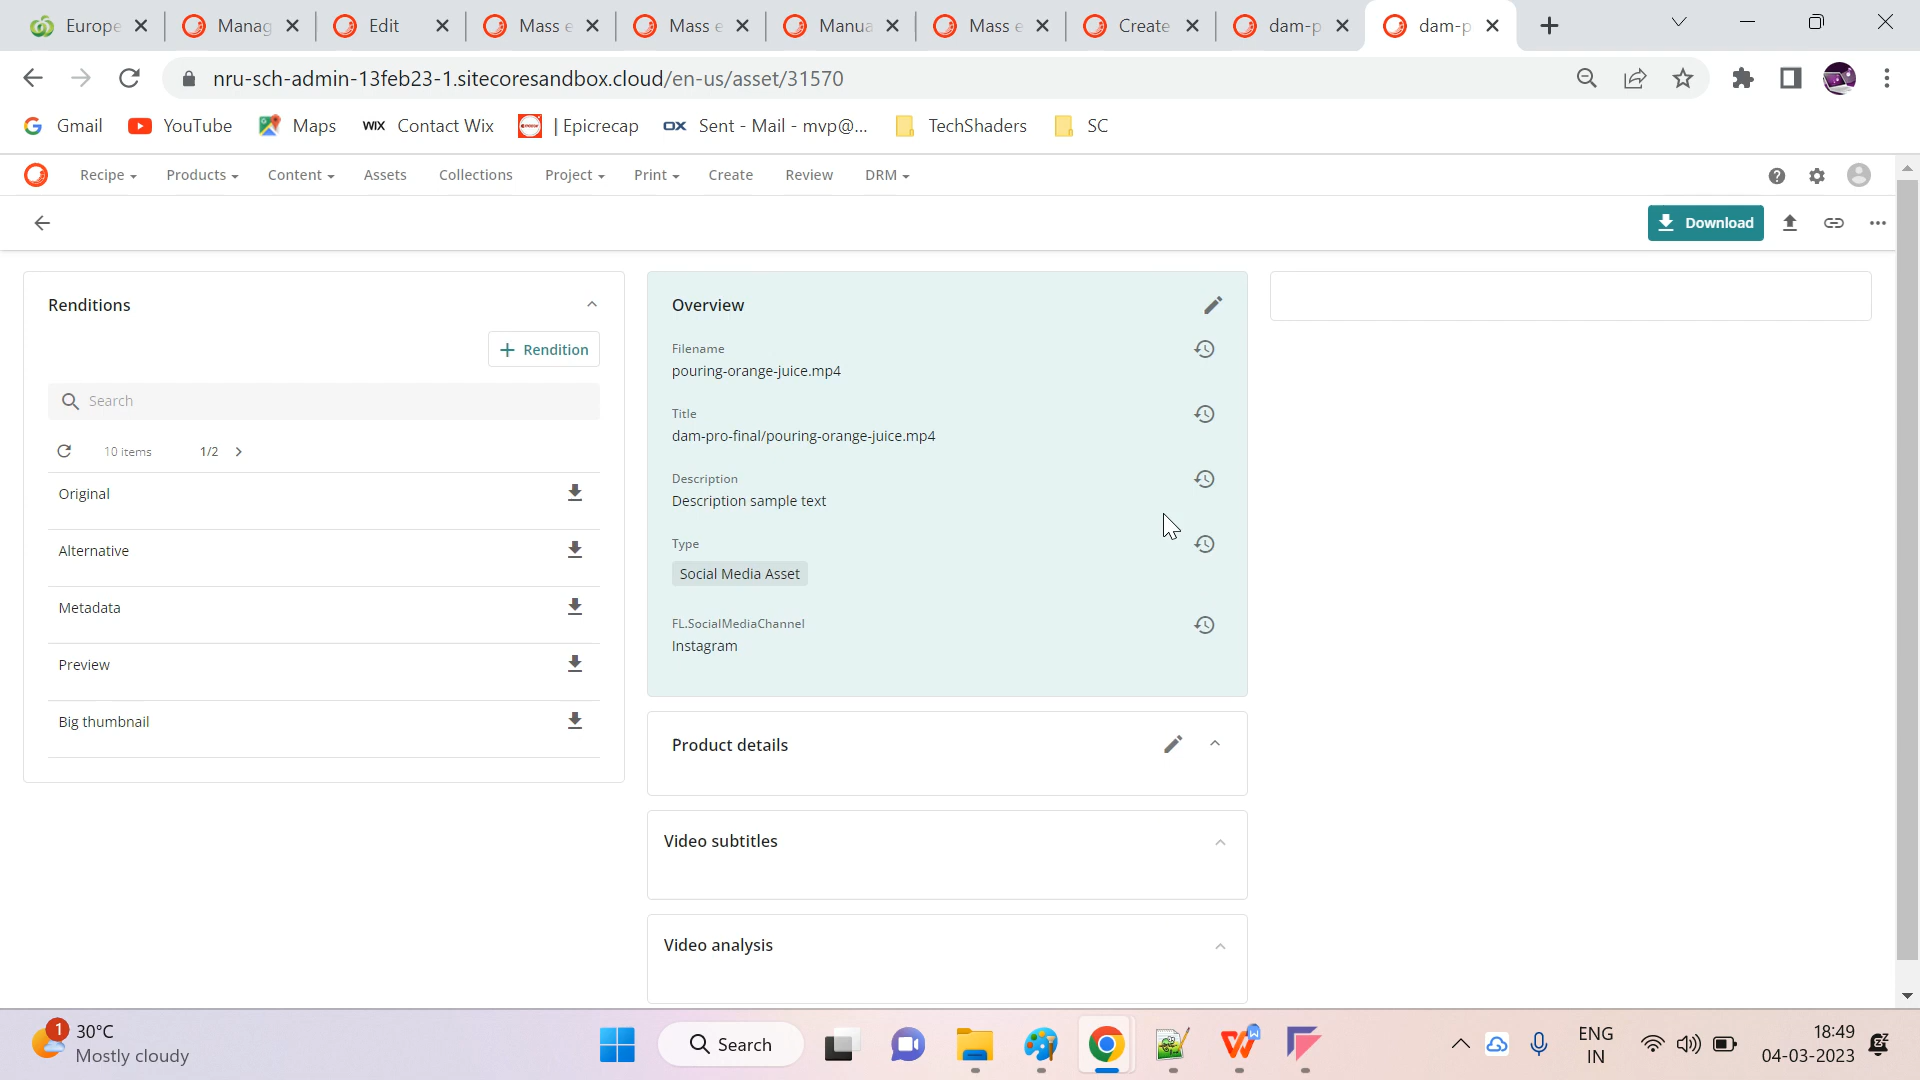 Europe
Manag
Edit
Mass e
Mass e
Manua
Mass e
Create
dam-p
dam-p
nru-sch-admin-13feb23-1.sitecoresandbox.cloud/en-us/asset/31570
Gmail
YouTube
Maps
WIX Contact Wix
| Epicrecap
OX Sent - Mail - mvp@...
TechShaders
SC
Recipe
Products
Content
Assets
Collections
Project
Print
Create
Review
DRM
Download
Renditions
+ Rendition
Search
10 items 1/2
Original
Alternative
Metadata
Preview
Big thumbnail
Overview
Filename
pouring-orange-juice.mp4
Title
dam-pro-final/pouring-orange-juice.mp4
Description
Description sample text
Type
Social Media Asset
FL.SocialMediaChannel
Instagram
Product details
Video subtitles
Video analysis
1
30°C
Mostly cloudy
Search
ENG
IN
18:49
04-03-2023